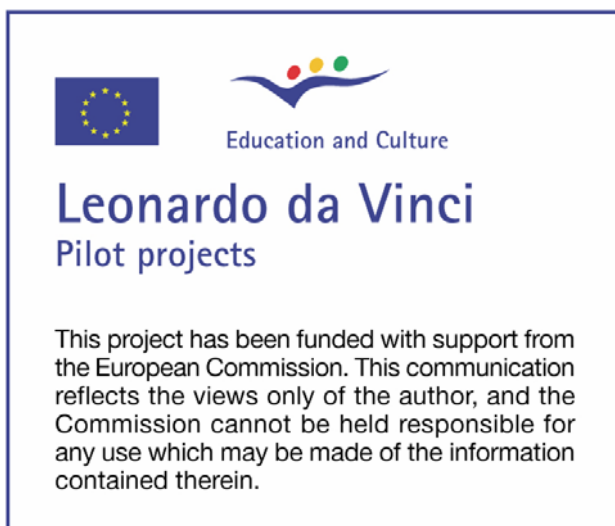 Education and Culture
Leonardo da Vinci
Pilot projects
This project has been funded with support from
the European Commission. This communication
reflects the views only of the author, and the
Commission cannot be held responsible for
any use which may be made of the information
contained therein.